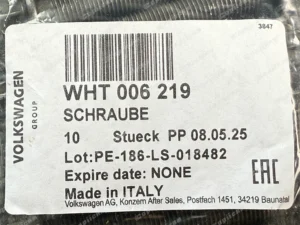 3847
VOLKSWAGEN
GROUP
WHT 006 219
SCHRAUBE
10 Stueck PP 08.05.25
Lot:PE-186-LS-018482
Expire date: NONE
Made in ITALY
EAC
Volkswagen AG, Konzern After Sales, Postfach 1451, 34219 Baunatal